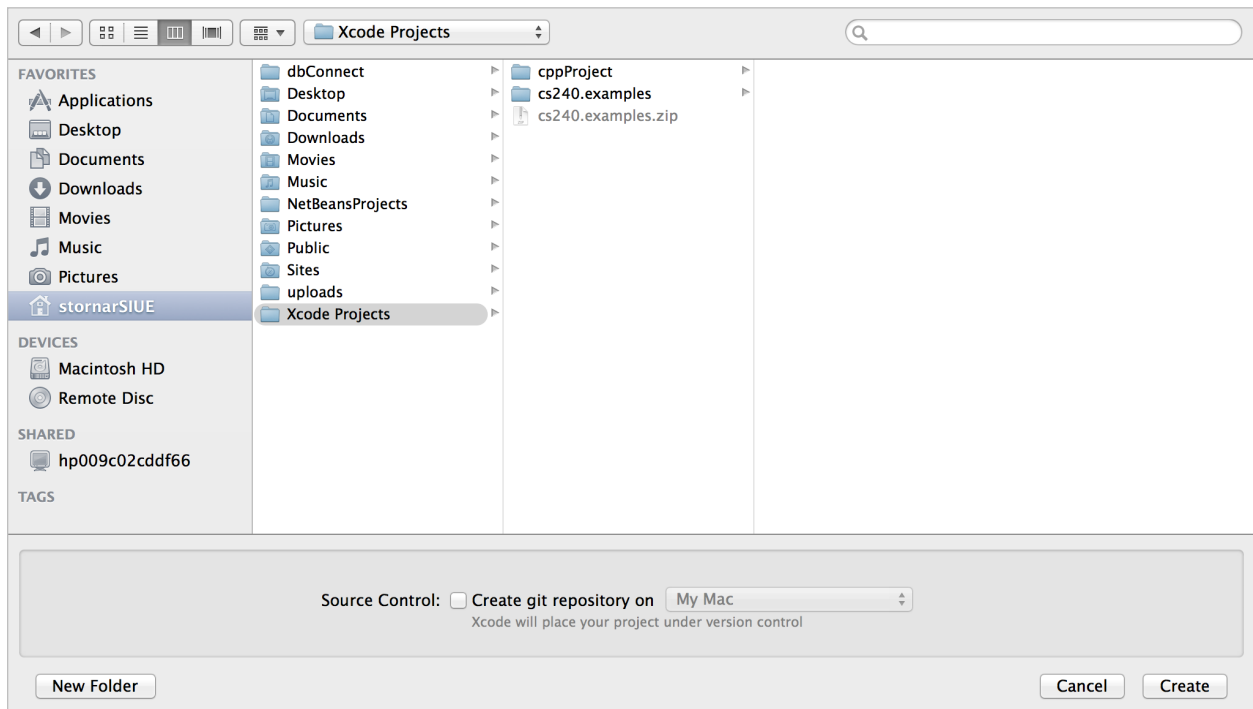 Xcode Projects
FAVORITES
Applications
Desktop
Documents
Downloads
Movies
Music
Pictures
stornarSIUE
DEVICES
Macintosh HD
Remote Disc
SHARED
hp009c02cddf66
TAGS
dbConnect
Desktop
Documents
Downloads
Movies
Music
NetBeansProjects
Pictures
Public
Sites
uploads
Xcode Projects
cppProject
cs240.examples
cs240.examples.zip
Source Control: Create git repository on My Mac
Xcode will place your project under version control
New Folder Cancel Create